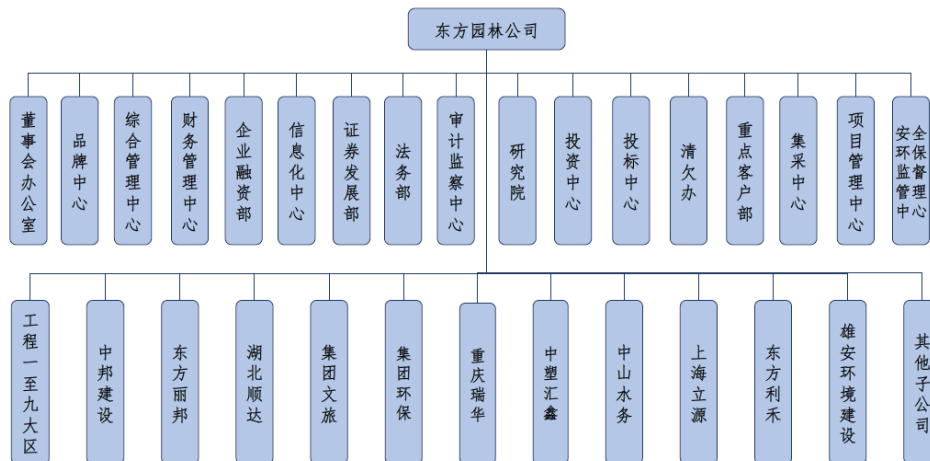 东方园林公司
董事会办公室
品牌中心
综合管理中心
财务管理中心
企业融资部
信息化中心
证券发展部
法务部
审计监察中心
研究院
投资中心
投标中心
清欠办
重点客户部
集采中心
项目管理中心
安环监管中
全保督理心
工程一至九大区
中邦建设
东方丽邦
湖北顺达
集团文旅
集团环保
重庆瑞华
中塑汇鑫
中山水务
上海立源
东方利禾
雄安环境建设
其他子公司